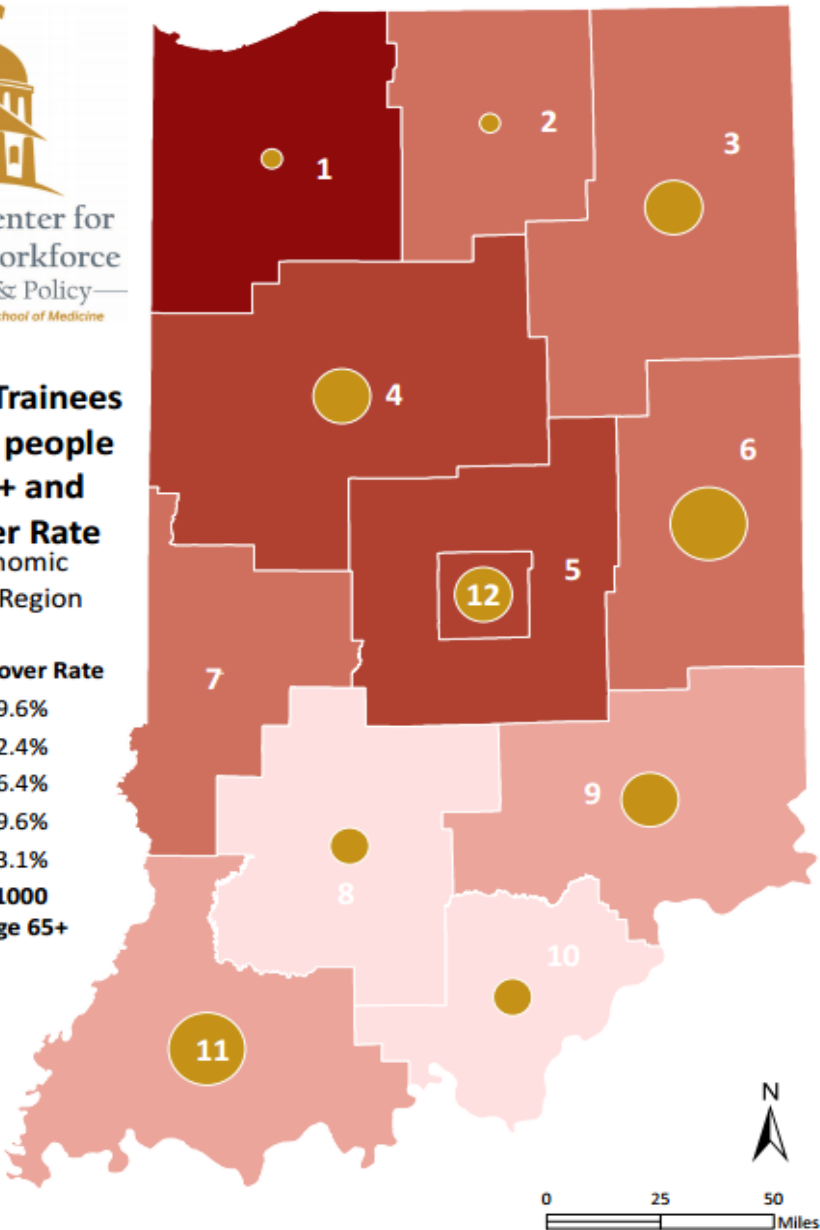 enter for
orkforce
& Policy
chool of Medicine
Trainees
people
+ and
er Rate
nomic
Region
over Rate
9.6%
2.4%
6.4%
9.6%
3.1%
1000
ge 65+
1
2
3
4
5
6
7
8
9
10
11
12
N
0 25 50
Miles